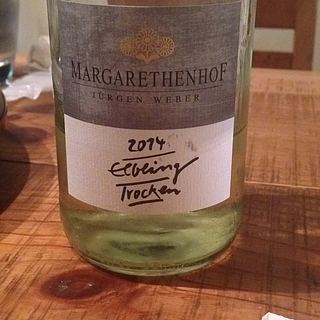 MARGARETHENHOF
JÜRGEN WEBER
2014
Elbling
Trocken